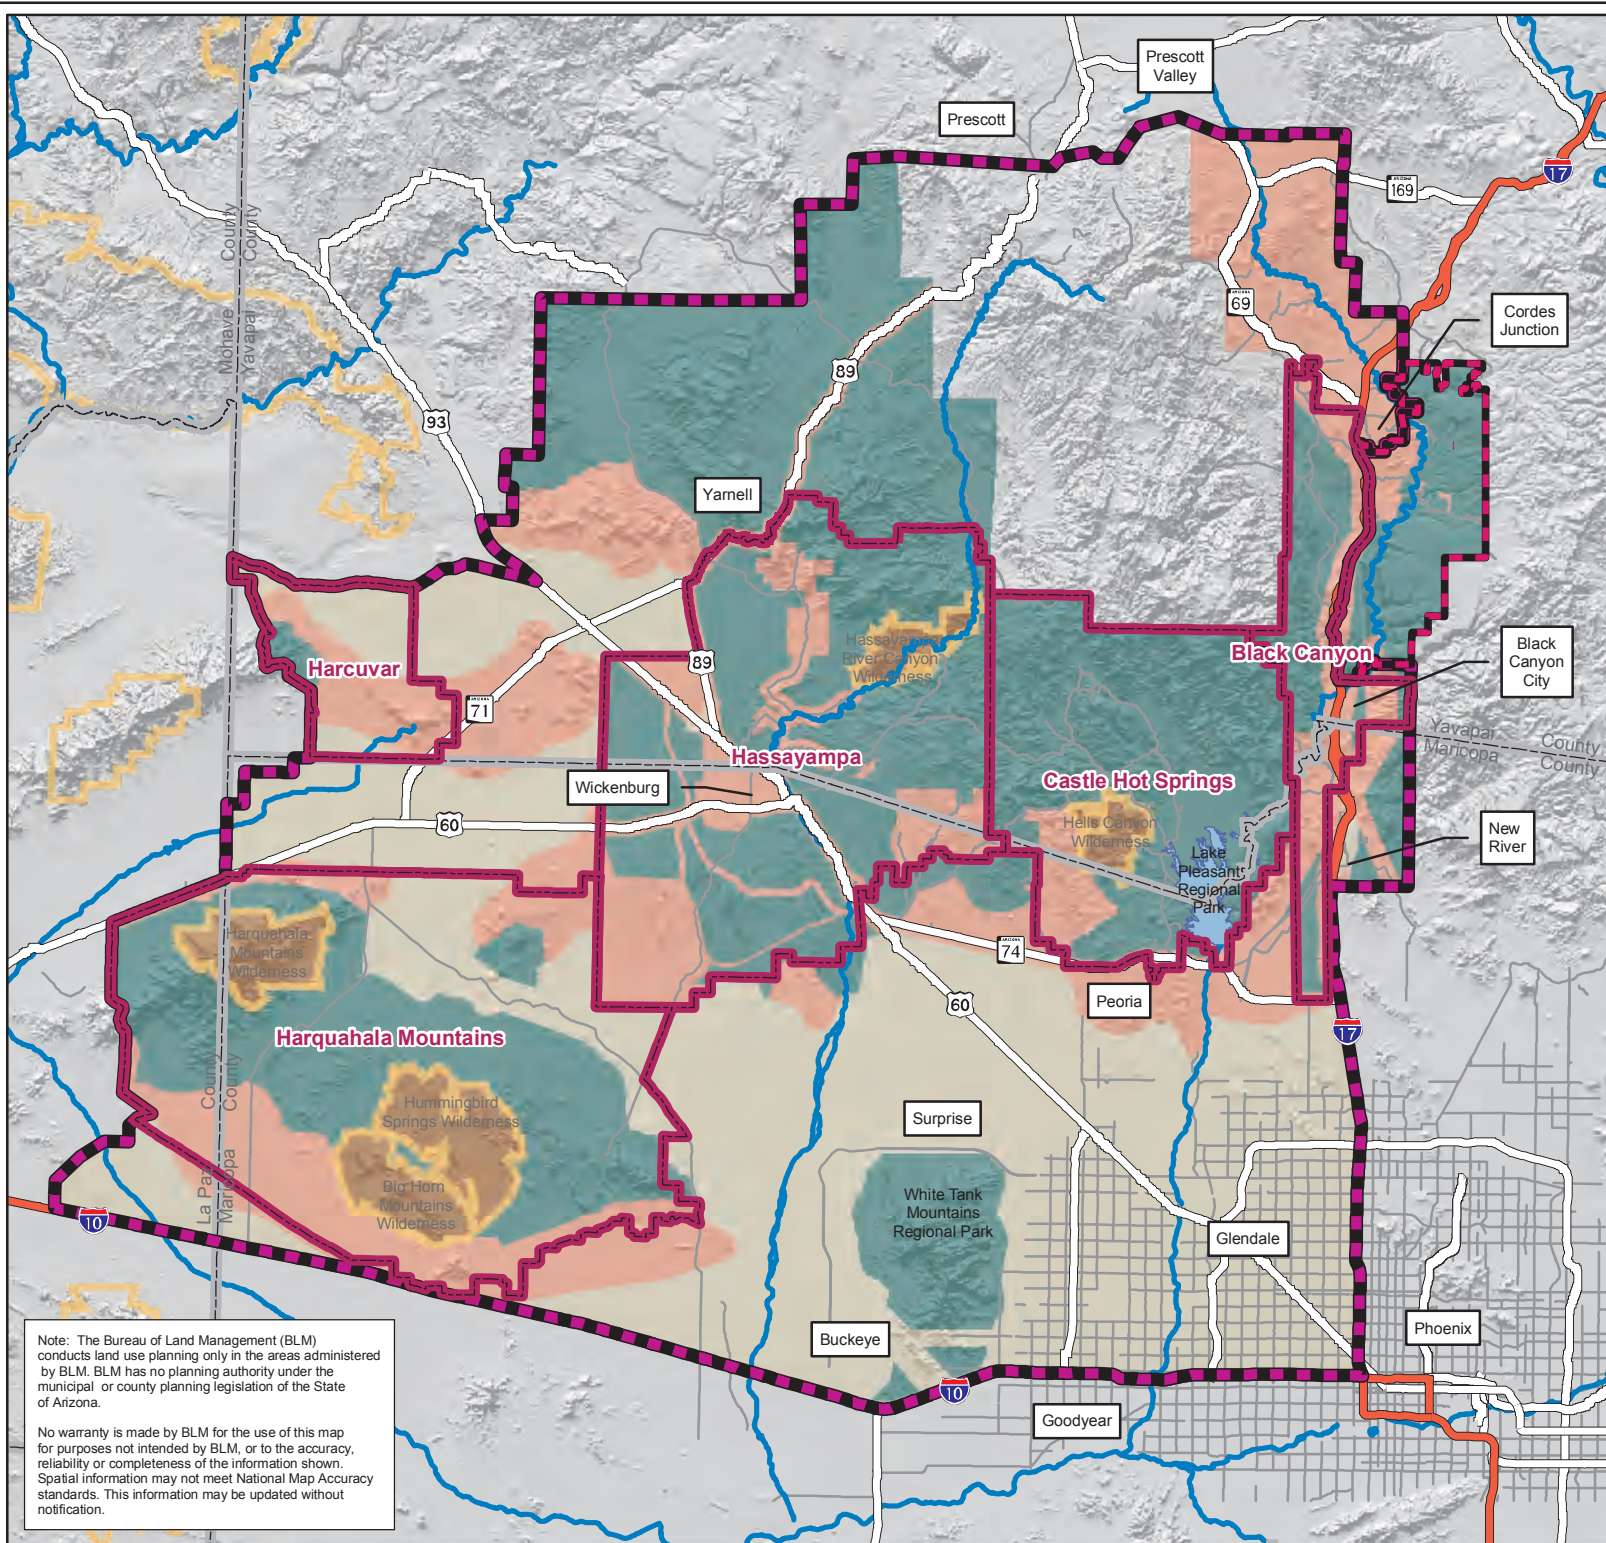 Prescott
Valley
Prescott
17
ARIZONA
169
Mohave County
Yavapai County
ARIZONA
69
Cordes
Junction
89
93
Yarnell
Hassayampa
River Canyon
Wilderness
Black
Canyon
City
Black Canyon
Harcuvar
89
ARIZONA
71
Yavapai County
Maricopa County
Hassayampa
Castle Hot Springs
Wickenburg
60
Hells Canyon
Wilderness
New
River
Lake
Pleasant
Regional
Park
Harquahala
Mountains
Wilderness
ARIZONA
74
Peoria
60
17
Harquahala Mountains
La Paz County
Maricopa County
Hummingbird
Springs Wilderness
Surprise
Big Horn
Mountains
Wilderness
White Tank
Mountains
Regional Park
10
Glendale
Phoenix
Buckeye
10
Goodyear
Note: The Bureau of Land Management (BLM)
conducts land use planning only in the areas administered
by BLM. BLM has no planning authority under the
municipal or county planning legislation of the State
of Arizona.
No warranty is made by BLM for the use of this map
for purposes not intended by BLM, or to the accuracy,
reliability or completeness of the information shown.
Spatial information may not meet National Map Accuracy
standards. This information may be updated without
notification.